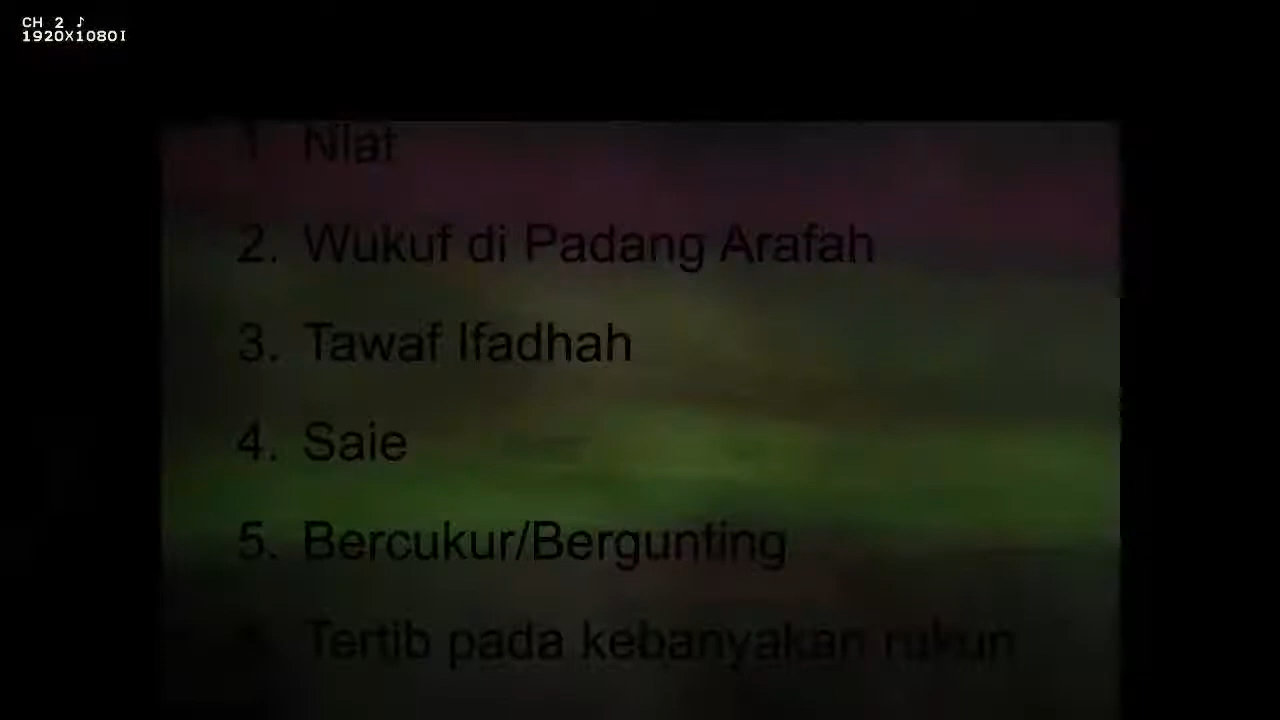 CH 2 ♪
1920X1080I
1. Niat
2. Wukuf di Padang Arafah
3. Tawaf Ifadhah
4. Saie
5. Bercukur/Bergunting
Tertib pada kebanyakan rukun